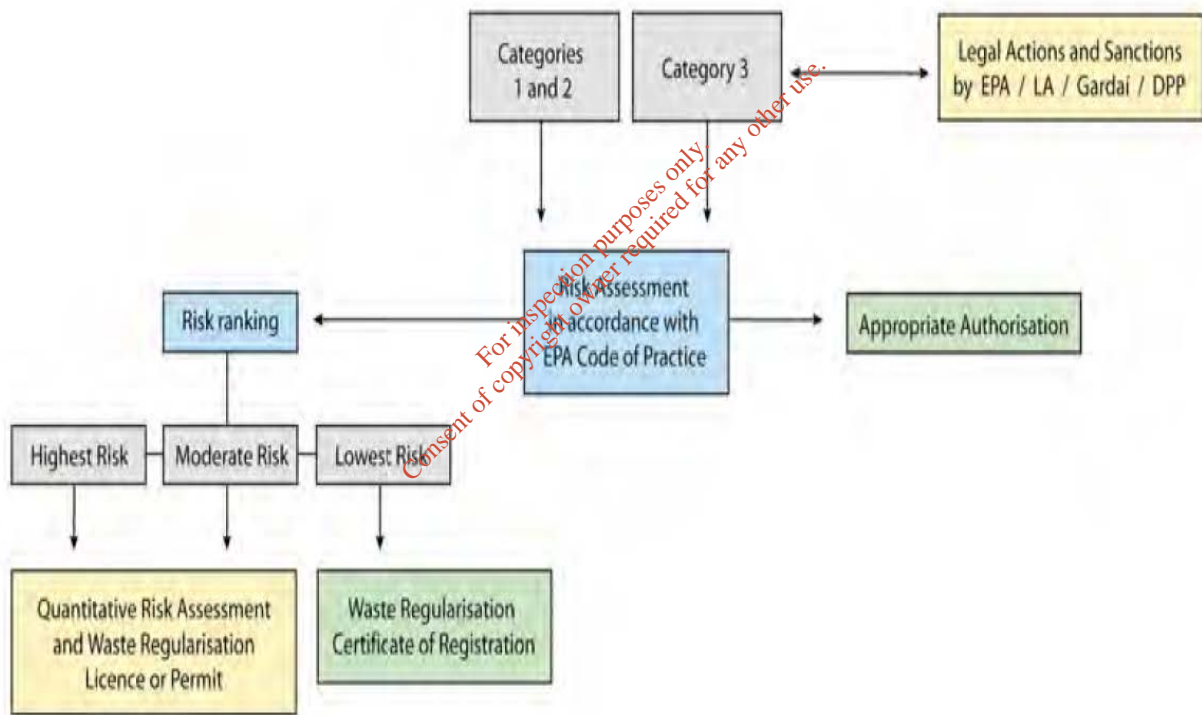 Categories
1 and 2
Category 3
Legal Actions and Sanctions
by EPA / LA / Gardaí / DPP
Risk Assessment
in accordance with
EPA Code of Practice
Risk ranking
Appropriate Authorisation
Highest Risk
Moderate Risk
Lowest Risk
Quantitative Risk Assessment
and Waste Regularisation
Licence or Permit
Waste Regularisation
Certificate of Registration
For inspection purposes only.
Consent of copyright owner required for any other use.